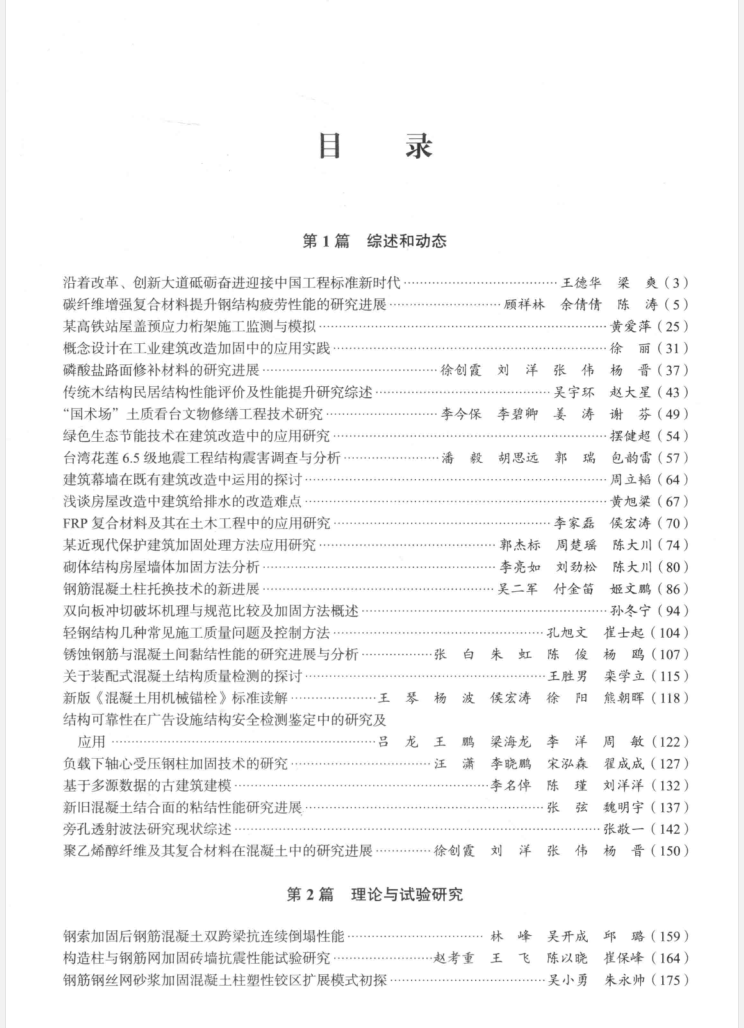 目 录
第 1 篇 综述和动态
沿着改革、创新大道砥砺奋进迎接中国工程标准新时代……王德华 梁 爽(3)
碳纤维增强复合材料提升钢结构疲劳性能的研究进展……顾祥林 余倩倩 陈 涛(5)
某高铁站屋盖预应力桁架施工监测与模拟……黄爱萍(25)
概念设计在工业建筑改造加固中的应用实践……徐 丽(31)
磷酸盐路面修补材料的研究进展……徐创霞 刘 洋 张 伟 杨 晋(37)
传统木结构民居结构性能评价及性能提升研究综述……吴宇环 赵大星(43)
“国术场”土质看台文物修缮工程技术研究……李今保 李碧卿 姜 涛 谢 芬(49)
绿色生态节能技术在建筑改造中的应用研究……摆健超(54)
台湾花莲 6.5 级地震工程结构震害调查与分析……潘 毅 胡思远 郭 瑞 包韵雷(57)
建筑幕墙在既有建筑改造中运用的探讨……周立韬(64)
浅谈房屋改造中建筑给排水的改造难点……黄旭梁(67)
FRP 复合材料及其在土木工程中的应用研究……李家磊 侯宏涛(70)
某近现代保护建筑加固处理方法应用研究……郭杰标 周楚瑶 陈大川(74)
砌体结构房屋墙体加固方法分析……李亮如 刘劲松 陈大川(80)
钢筋混凝土柱托换技术的新进展……吴二军 付金笛 姬文鹏(86)
双向板冲切破坏机理与规范比较及加固方法概述……孙冬宁(94)
轻钢结构几种常见施工质量问题及控制方法……孔旭文 崔士起(104)
锈蚀钢筋与混凝土间黏结性能的研究进展与分析……张 白 朱 虹 陈 俊 杨 鸥(107)
关于装配式混凝土结构质量检测的探讨……王胜男 栾学立(115)
新版《混凝土用机械锚栓》标准读解……王 琴 杨 波 侯宏涛 徐 阳 熊朝晖(118)
结构可靠性在广告设施结构安全检测鉴定中的研究及
应用……吕 龙 王 鹏 梁海龙 李 洋 周 敏(122)
负载下轴心受压钢柱加固技术的研究……汪 潇 李晓鹏 宋泓森 翟成成(127)
基于多源数据的古建筑建模……李名倬 陈 瑾 刘洋洋(132)
新旧混凝土结合面的粘结性能研究进展……张 弦 魏明宇(137)
旁孔透射波法研究现状综述……张敬一(142)
聚乙烯醇纤维及其复合材料在混凝土中的研究进展……徐创霞 刘 洋 张 伟 杨 晋(150)
第 2 篇 理论与试验研究
钢索加固后钢筋混凝土双跨梁抗连续倒塌性能……林 峰 吴开成 邱 璐(159)
构造柱与钢筋网加固砖墙抗震性能试验研究……赵考重 王 飞 陈以晓 崔保峰(164)
钢筋钢丝网砂浆加固混凝土柱塑性铰区扩展模式初探……吴小勇 朱永帅(175)